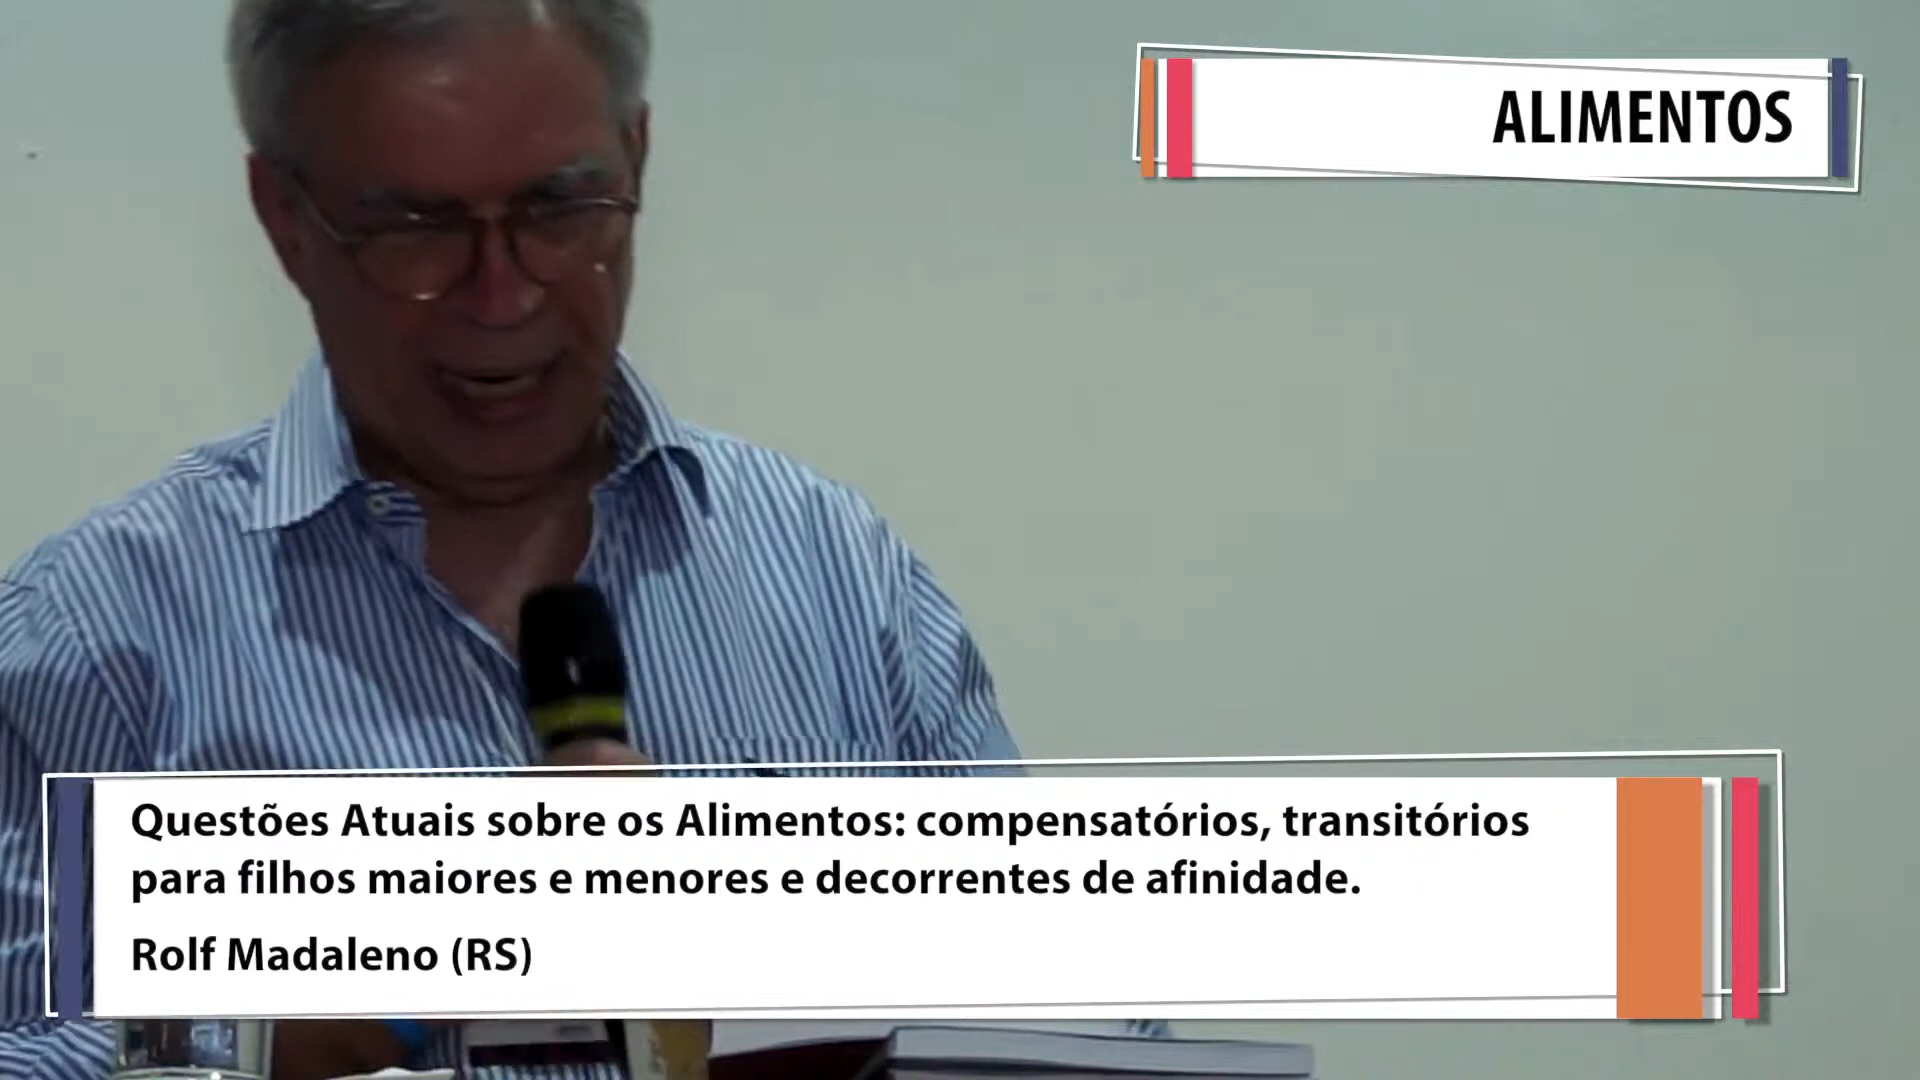 ALIMENTOS
Questões Atuais sobre os Alimentos: compensatórios, transitórios
para filhos maiores e menores e decorrentes de afinidade.
Rolf Madaleno (RS)